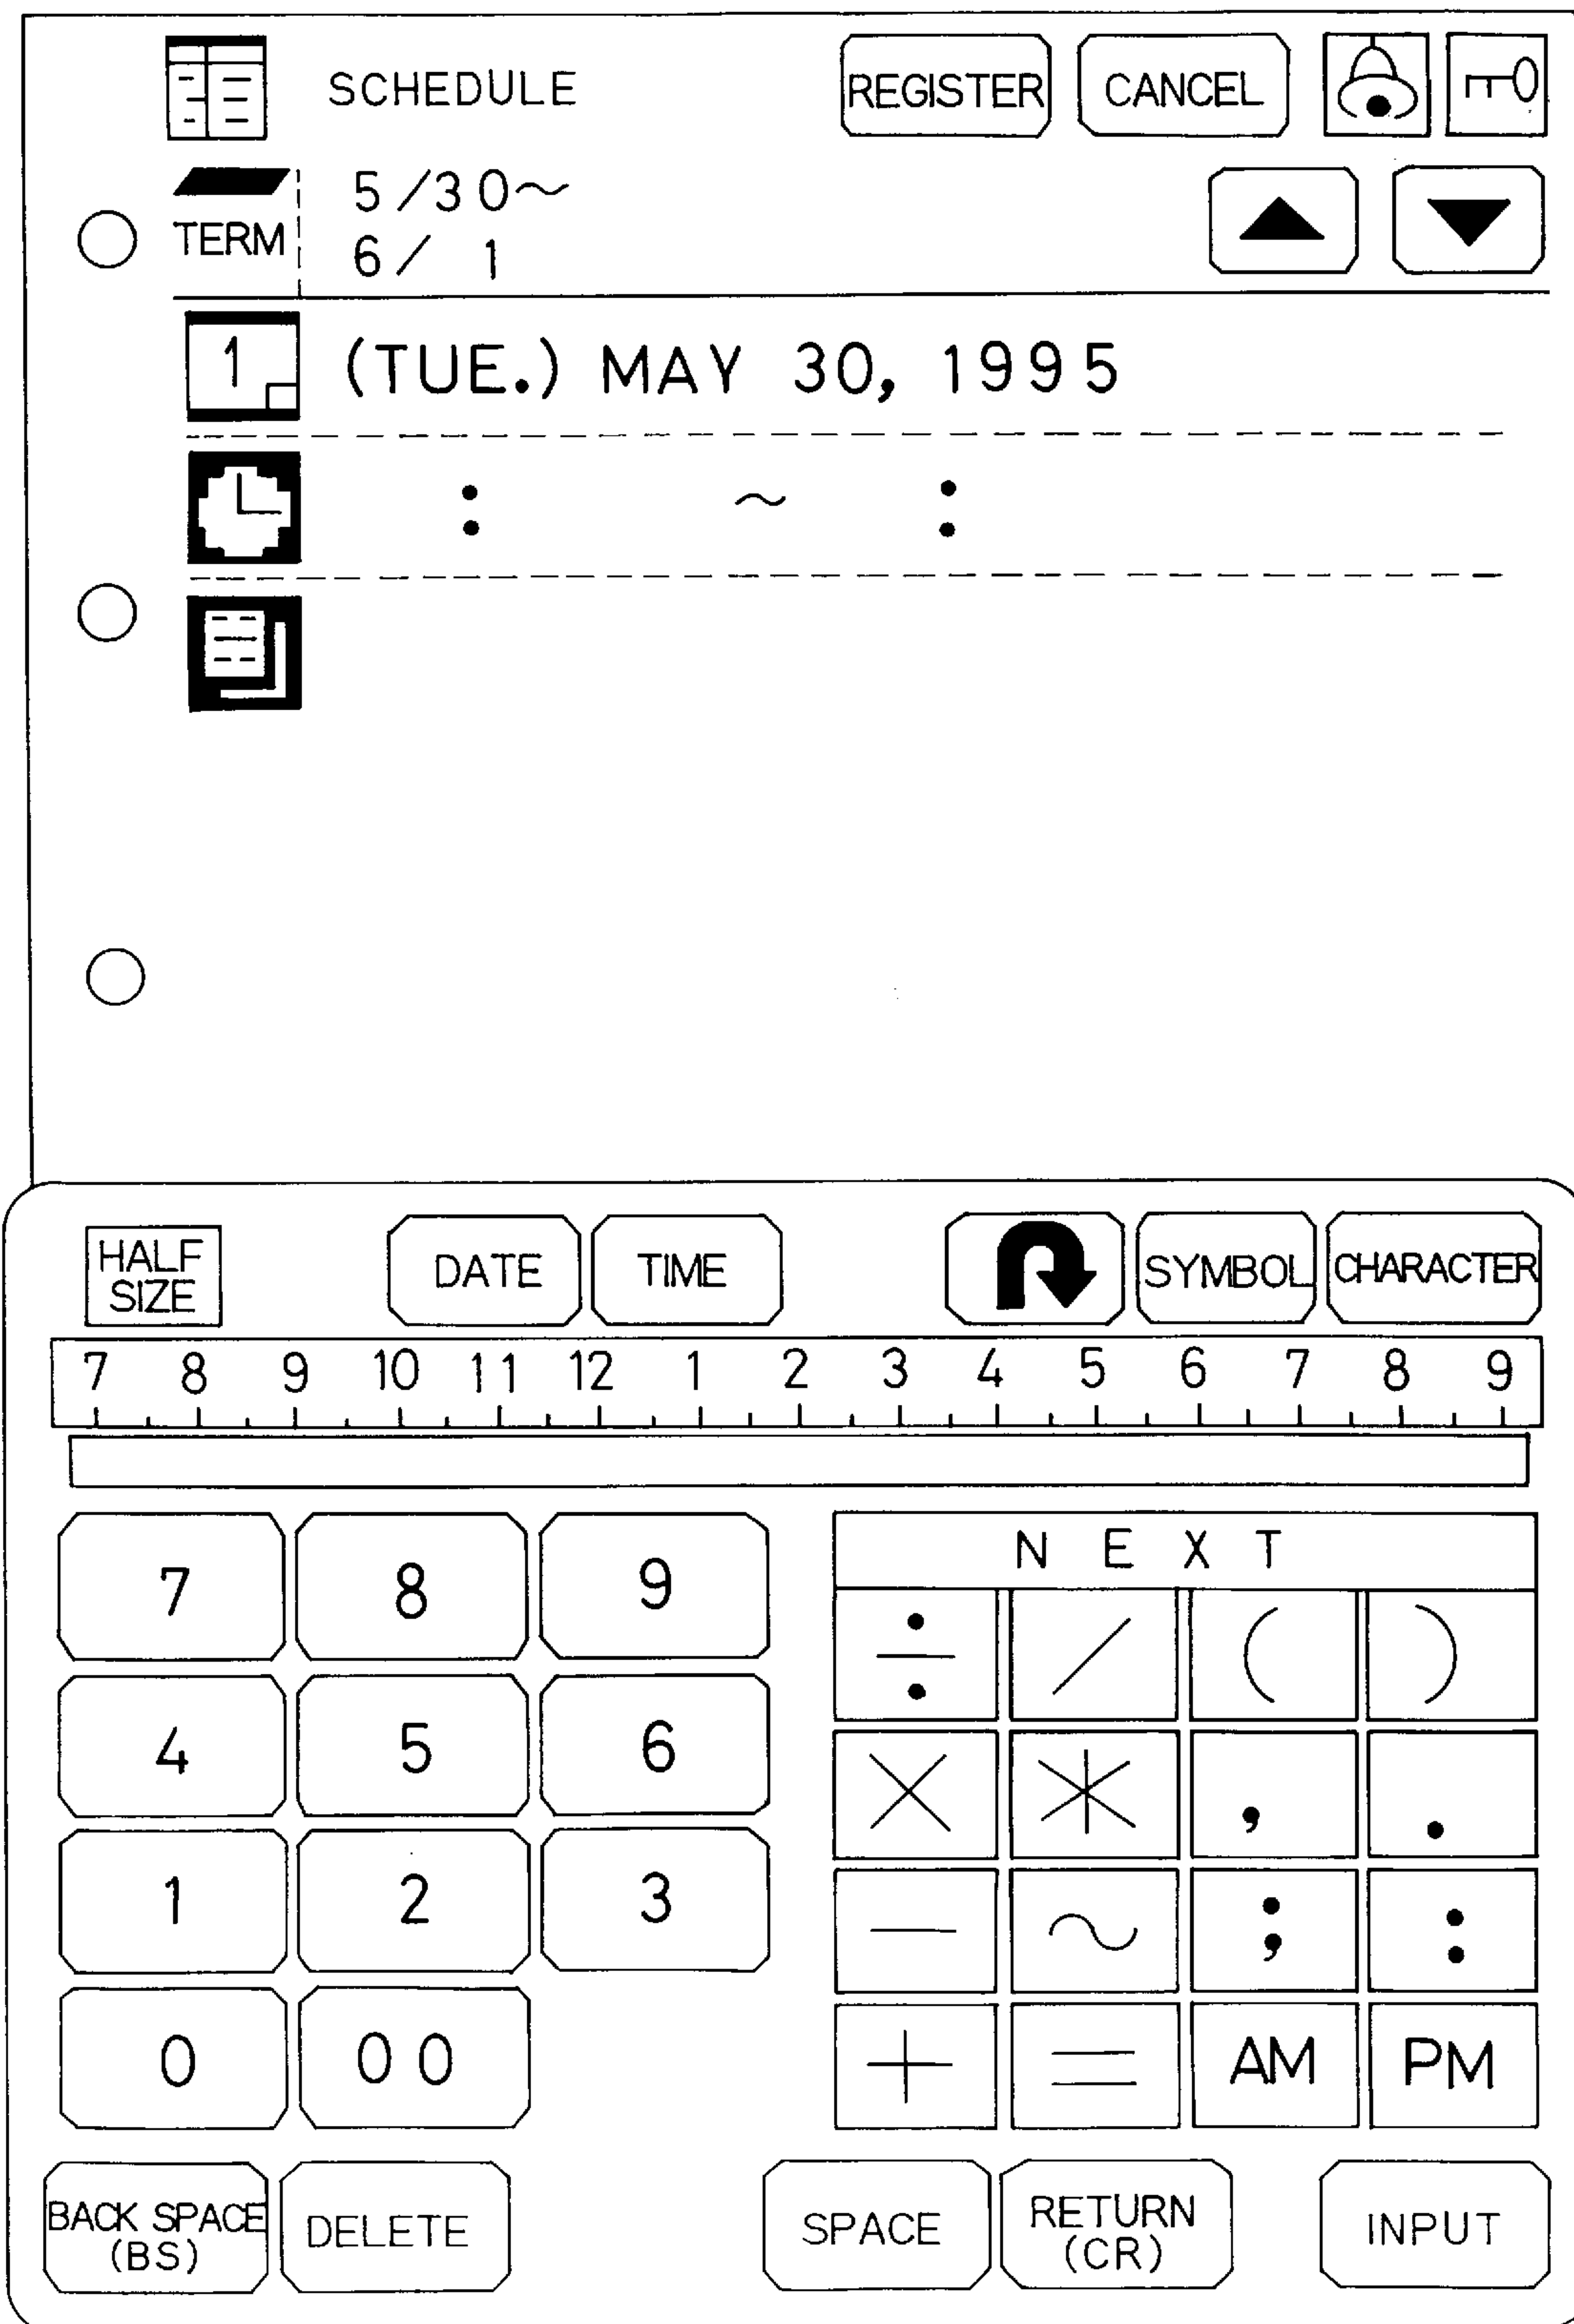 SCHEDULE REGISTER CANCEL
TERM 5/30~
6/ 1
1 (TUE.) MAY 30, 1995
: ~ :
HALF
SIZE
DATE TIME SYMBOL CHARACTER
7 8 9 10 11 12 1 2 3 4 5 6 7 8 9
NEXT
7 8 9 ÷ / ( )
4 5 6 × * , .
1 2 3 — ~ ; :
0 00 + = AM PM
BACK SPACE
(BS)
DELETE SPACE
RETURN
(CR)
INPUT